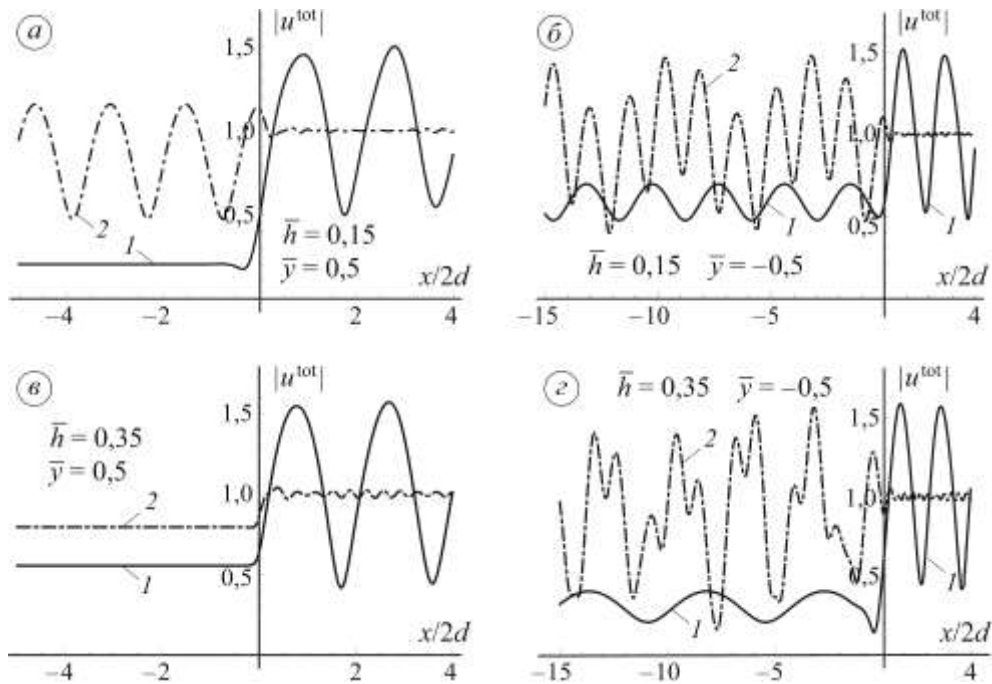 а
|u^tot|
1,5
1,0
0,5
2
1
h̅ = 0,15
y̅ = 0,5
x/2d
−4
−2
2
4
б
|u^tot|
1,5
1,0
0,5
2
1
1
h̅ = 0,15 y̅ = −0,5
x/2d
−15
−10
−5
4
в
|u^tot|
1,5
1,0
0,5
h̅ = 0,35
y̅ = 0,5
2
1
x/2d
−4
−2
2
4
г
|u^tot|
h̅ = 0,35 y̅ = −0,5
1,5
1,0
0,5
2
1
1
x/2d
−15
−10
−5
4